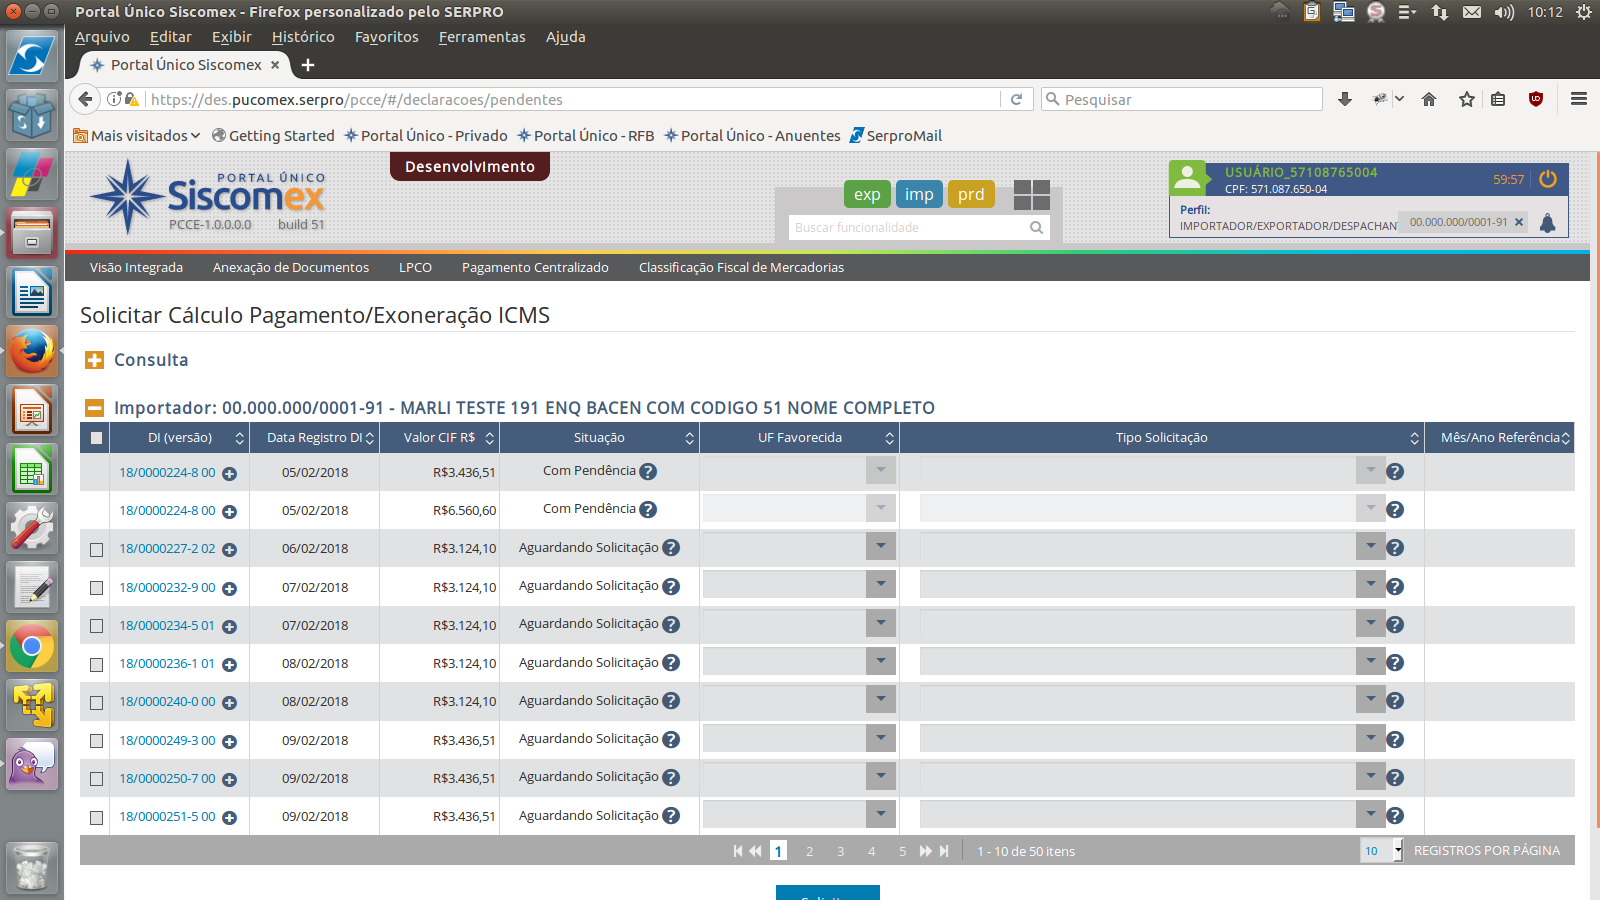 Portal Único Siscomex - Firefox personalizado pelo SERPRO
10:12
Arquivo Editar Exibir Histórico Favoritos Ferramentas Ajuda
Portal Único Siscomex × +
https://des.pucomex.serpro/pcce/#/declaracoes/pendentes
Pesquisar
Mais visitados Getting Started Portal Único - Privado Portal Único - RFB Portal Único - Anuentes SerproMail
Desenvolvimento
PORTAL ÚNICO
Siscomex
PCCE-1.0.0.0.0 build 51
exp imp prd
Buscar funcionalidade
USUÁRIO_57108765004
CPF: 571.087.650-04
59:57
Perfil:
IMPORTADOR/EXPORTADOR/DESPACHAN
00.000.000/0001-91 ×
Visão Integrada Anexação de Documentos LPCO Pagamento Centralizado Classificação Fiscal de Mercadorias
Solicitar Cálculo Pagamento/Exoneração ICMS
Consulta
Importador: 00.000.000/0001-91 - MARLI TESTE 191 ENQ BACEN COM CODIGO 51 NOME COMPLETO
DI (versão) Data Registro DI Valor CIF R$ Situação UF Favorecida Tipo Solicitação Mês/Ano Referência
18/0000224-8 00 05/02/2018 R$3.436,51 Com Pendência ? ?
18/0000224-8 00 05/02/2018 R$6.560,60 Com Pendência ? ?
18/0000227-2 02 06/02/2018 R$3.124,10 Aguardando Solicitação ? ?
18/0000232-9 00 07/02/2018 R$3.124,10 Aguardando Solicitação ? ?
18/0000234-5 01 07/02/2018 R$3.124,10 Aguardando Solicitação ? ?
18/0000236-1 01 08/02/2018 R$3.124,10 Aguardando Solicitação ? ?
18/0000240-0 00 08/02/2018 R$3.124,10 Aguardando Solicitação ? ?
18/0000249-3 00 09/02/2018 R$3.436,51 Aguardando Solicitação ? ?
18/0000250-7 00 09/02/2018 R$3.436,51 Aguardando Solicitação ? ?
18/0000251-5 00 09/02/2018 R$3.436,51 Aguardando Solicitação ? ?
1 2 3 4 5 1 - 10 de 50 itens
10 REGISTROS POR PÁGINA